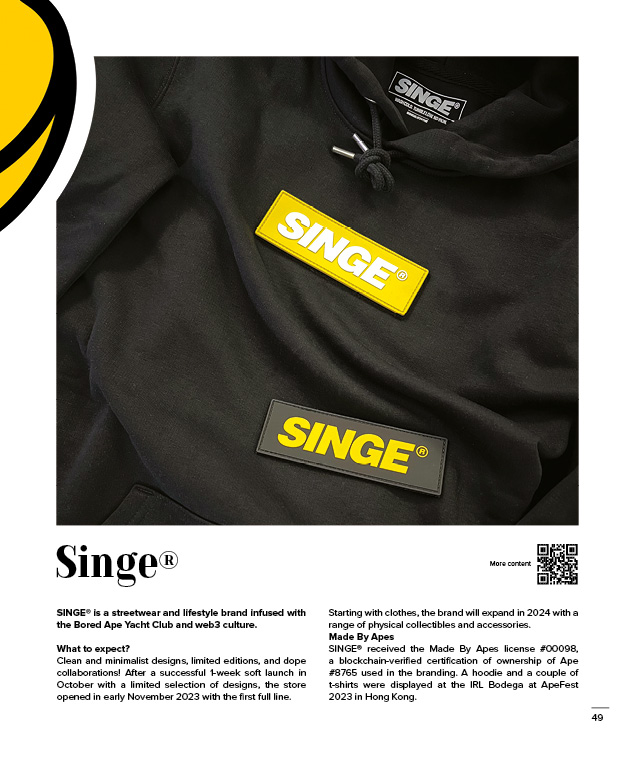 SINGE®
SINGE®
SINGE®
Singe®
More content
SINGE® is a streetwear and lifestyle brand infused with
the Bored Ape Yacht Club and web3 culture.
What to expect?
Clean and minimalist designs, limited editions, and dope
collaborations! After a successful 1-week soft launch in
October with a limited selection of designs, the store
opened in early November 2023 with the first full line.
Starting with clothes, the brand will expand in 2024 with a
range of physical collectibles and accessories.
Made By Apes
SINGE® received the Made By Apes license #00098,
a blockchain-verified certification of ownership of Ape
#8765 used in the branding. A hoodie and a couple of
t-shirts were displayed at the IRL Bodega at ApeFest
2023 in Hong Kong.
49